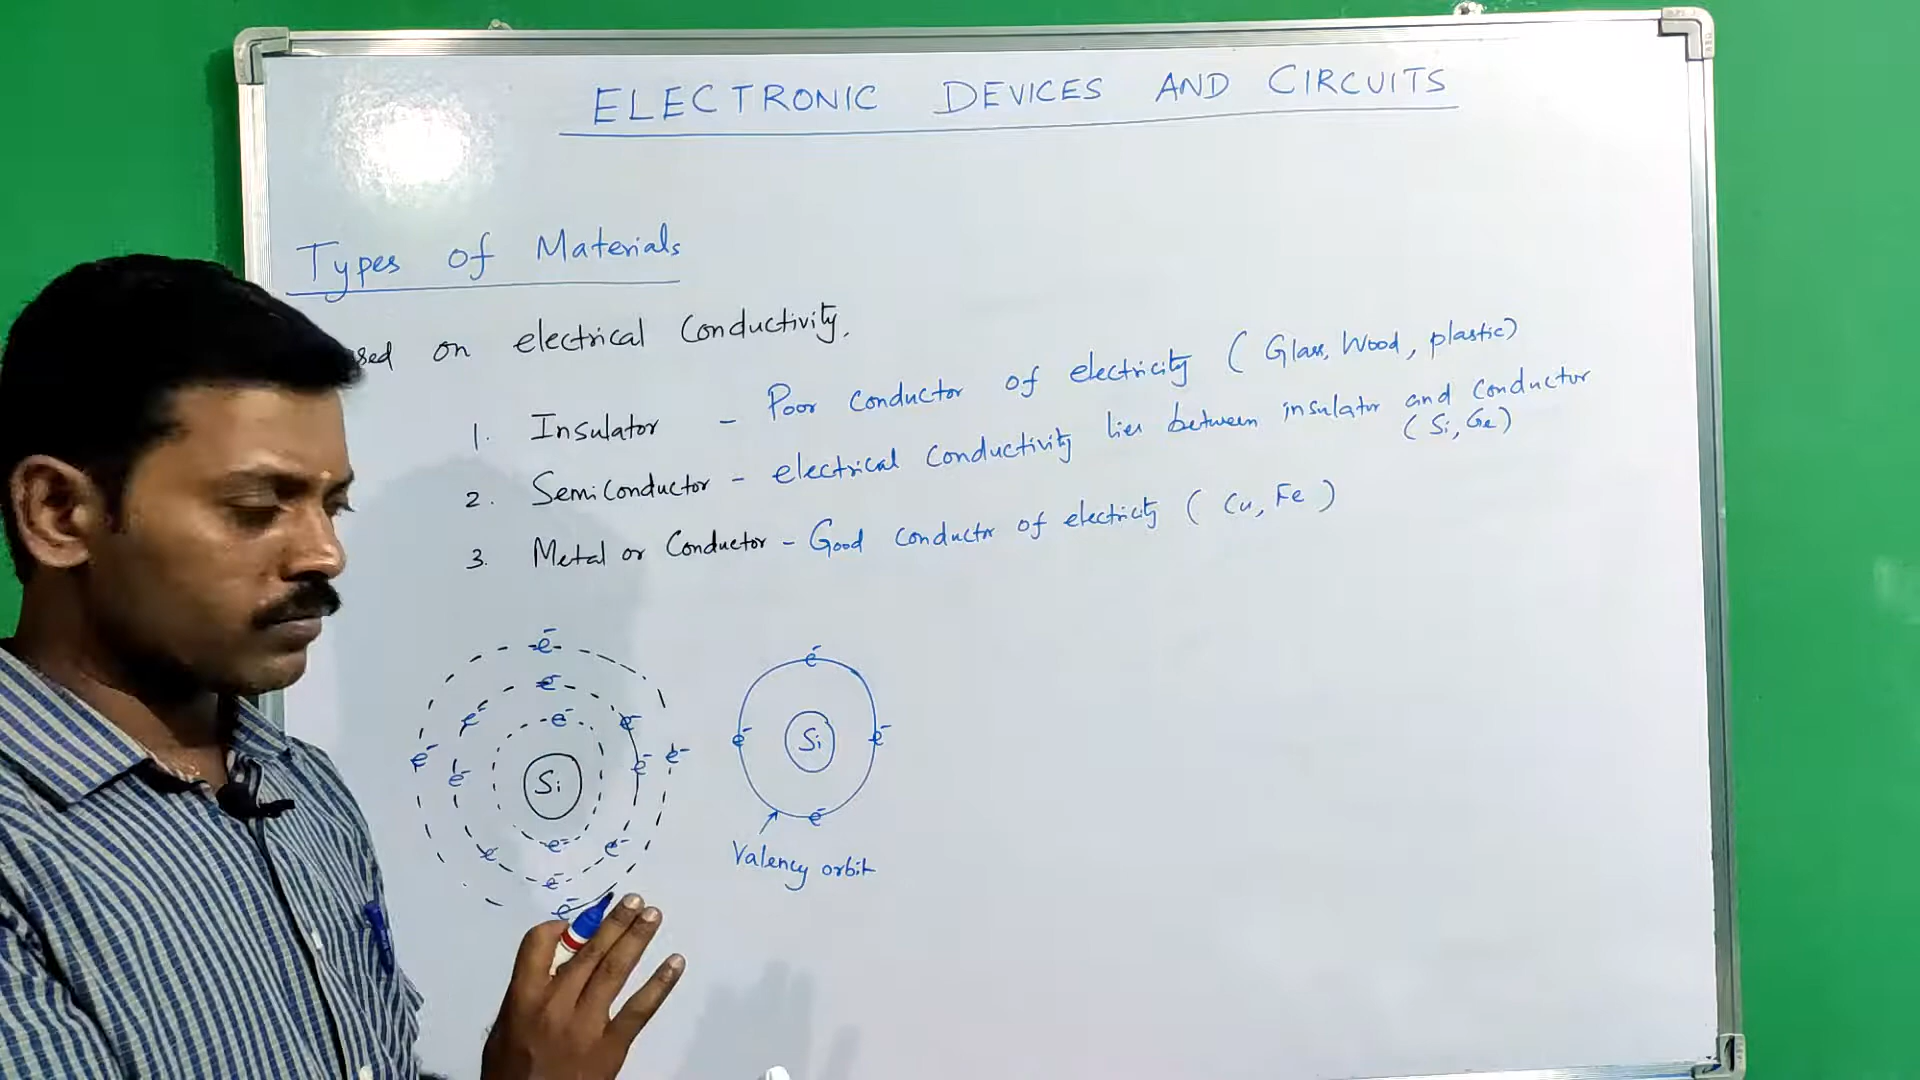 ELECTRONIC DEVICES AND CIRCUITS
Types of Materials
sed on electrical Conductivity.
1. Insulator - Poor conductor of electricity ( Glass, Wood, plastic)
2. Semiconductor - electrical conductivity lies between insulator and conductor
( Si, Ge)
3. Metal or Conductor - Good conductor of electricity ( Cu, Fe )
e⁻
e⁻
e⁻ e⁻ e⁻
e⁻ e⁻ Si e⁻ e⁻
e⁻ e⁻ e⁻
e⁻
e⁻
e⁻
e⁻ Si e⁻
e⁻
Valency orbit